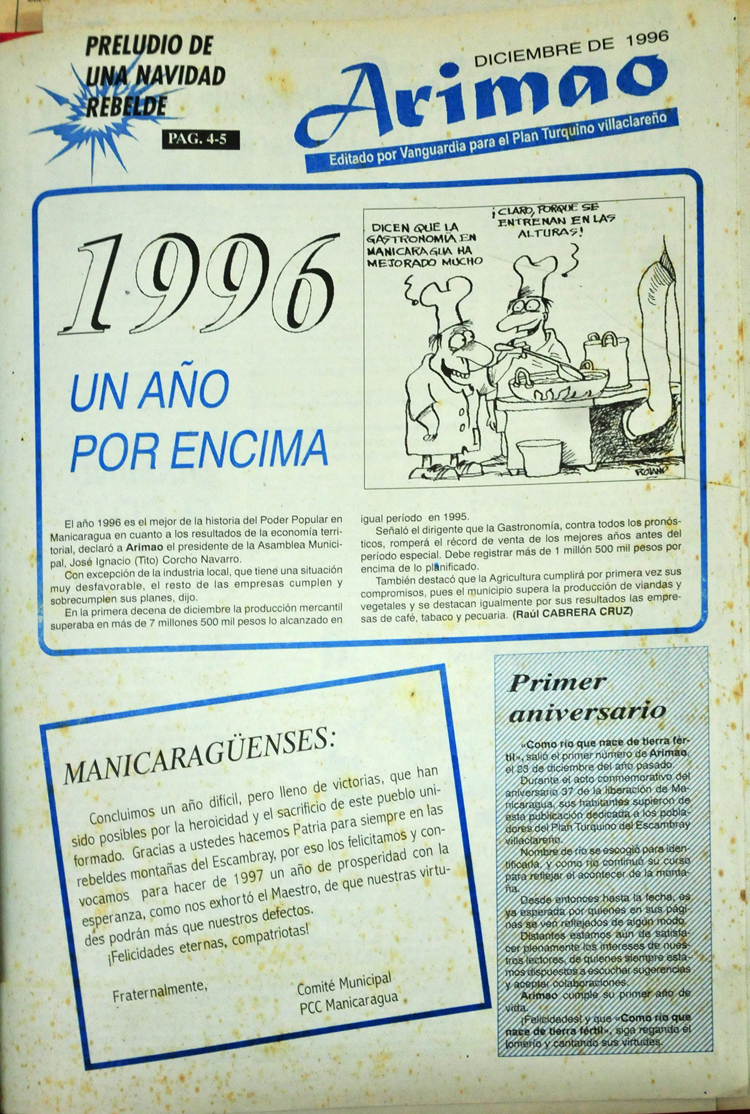 PRELUDIO DE
UNA NAVIDAD
REBELDE
PAG. 4-5
DICIEMBRE DE 1996
Arimao
Editado por Vanguardia para el Plan Turquino villaclareño
1996
UN AÑO
POR ENCIMA
DICEN QUE LA
GASTRONOMÍA EN
MANICARAGUA HA
MEJORADO MUCHO
¡CLARO, PORQUE SE
ENTRENAN EN LAS
ALTURAS!
ROLAND
El año 1996 es el mejor de la historia del Poder Popular en
Manicaragua en cuanto a los resultados de la economía terri-
torial, declaró a Arimao el presidente de la Asamblea Munici-
pal, José Ignacio (Tito) Corcho Navarro.
Con excepción de la industria local, que tiene una situación
muy desfavorable, el resto de las empresas cumplen y
sobrecumplen sus planes, dijo.
En la primera decena de diciembre la producción mercantil
superaba en más de 7 millones 500 mil pesos lo alcanzado en
igual período en 1995.
Señaló el dirigente que la Gastronomía, contra todos los pronós-
ticos, romperá el récord de venta de los mejores años antes del
período especial. Debe registrar más de 1 millón 500 mil pesos por
encima de lo planificado.
También destacó que la Agricultura cumplirá por primera vez sus
compromisos, pues el municipio supera la producción de viandas y
vegetales y se destacan igualmente por sus resultados las empre-
sas de café, tabaco y pecuaria. (Raúl CABRERA CRUZ)
MANICARAGÜENSES:
Concluimos un año difícil, pero lleno de victorias, que han
sido posibles por la heroicidad y el sacrificio de este pueblo uni-
formado. Gracias a ustedes hacemos Patria para siempre en las
rebeldes montañas del Escambray, por eso los felicitamos y con-
vocamos para hacer de 1997 un año de prosperidad con la
esperanza, como nos exhortó el Maestro, de que nuestras virtu-
des podrán más que nuestros defectos.
¡Felicidades eternas, compatriotas!
Fraternalmente,
Comité Municipal
PCC Manicaragua
Primer
aniversario
«Como río que nace de tierra fér-
til», salió el primer número de Arimao,
el 23 de diciembre del año pasado.
Durante el acto conmemorativo del
aniversario 37 de la liberación de Ma-
nicaragua, sus habitantes supieron de
esta publicación dedicada a los pobla-
dores del Plan Turquino del Escambray
villaclareño.
Nombre de río se escogió para iden-
tificarla, y como río continuó su curso
para reflejar el acontecer de la monta-
ña.
Desde entonces hasta la fecha, es
ya esperada por quienes en sus pági-
nas se ven reflejados de algún modo.
Distantes estamos aún de satisfa-
cer plenamente los intereses de nues-
tros lectores, de quienes siempre esta-
mos dispuestos a escuchar sugerencias
y aceptar colaboraciones.
Arimao cumple su primer año de
vida.
¡Felicidades! y que «Como río que
nace de tierra fértil», siga regando el
lomerío y cantando sus virtudes.